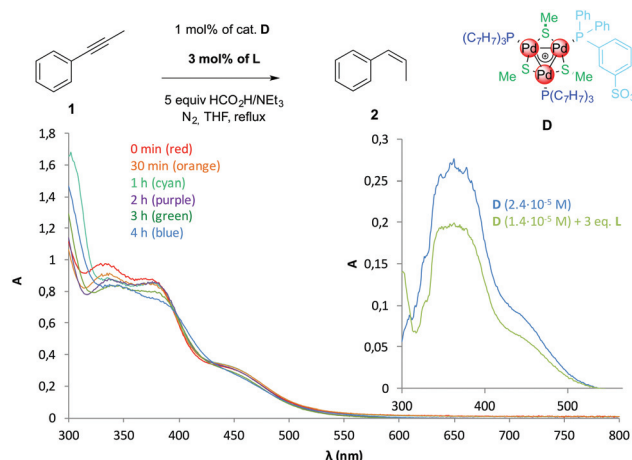 1 mol% of cat. D
3 mol% of L
5 equiv HCO₂H/NEt₃
N₂, THF, reflux
1
2
Me
S
Ph
Ph
(C₇H₇)₃P
Pd
Pd
P
⊕
Me
S
Pd
S
Me
P(C₇H₇)₃
SO₃
D
1,8
1,6
1,4
1,2
1
0,8
0,6
0,4
0,2
0
A
0 min (red)
30 min (orange)
1 h (cyan)
2 h (purple)
3 h (green)
4 h (blue)
0,3
0,25
0,2
0,15
0,1
0,05
0
A
D (2.4·10⁻⁵ M)
D (1.4·10⁻⁵ M) + 3 eq. L
300
400
500
300
350
400
450
500
550
600
650
700
750
800
λ (nm)